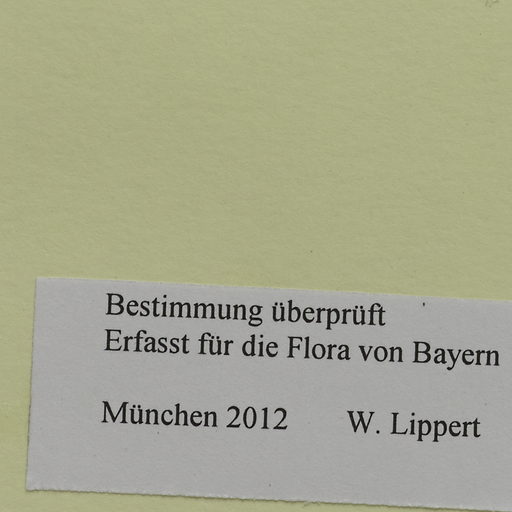 Bestimmung überprüft
Erfasst für die Flora von Bayern
München 2012 W. Lippert